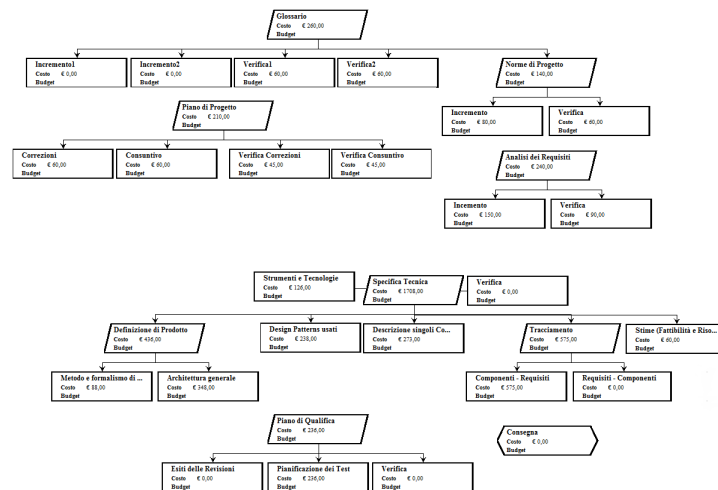 Glossario
Costo € 260,00
Budget
Incremento1
Costo € 0,00
Budget
Incremento2
Costo € 0,00
Budget
Verifica1
Costo € 60,00
Budget
Verifica2
Costo € 60,00
Budget
Norme di Progetto
Costo € 140,00
Budget
Incremento
Costo € 80,00
Budget
Verifica
Costo € 60,00
Budget
Piano di Progetto
Costo € 210,00
Budget
Correzioni
Costo € 60,00
Budget
Consuntivo
Costo € 60,00
Budget
Verifica Correzioni
Costo € 45,00
Budget
Verifica Consuntivo
Costo € 45,00
Budget
Analisi dei Requisiti
Costo € 240,00
Budget
Incemento
Costo € 150,00
Budget
Verifica
Costo € 90,00
Budget
Strumenti e Tecnologie
Costo € 126,00
Budget
Specifica Tecnica
Costo € 1708,00
Budget
Verifica
Costo € 0,00
Budget
Definizione di Prodotto
Costo € 436,00
Budget
Design Patterns usati
Costo € 238,00
Budget
Descrizione singoli Co...
Costo € 273,00
Budget
Tracciamento
Costo € 575,00
Budget
Stime (Fattibilità e Riso...
Costo € 60,00
Budget
Metodo e formalismo di ...
Costo € 88,00
Budget
Architettura generale
Costo € 348,00
Budget
Componenti - Requisiti
Costo € 575,00
Budget
Requisiti - Componenti
Costo € 0,00
Budget
Piano di Qualifica
Costo € 236,00
Budget
Consegna
Costo € 0,00
Budget
Esiti delle Revisioni
Costo € 0,00
Budget
Pianificazione dei Test
Costo € 236,00
Budget
Verifica
Costo € 0,00
Budget